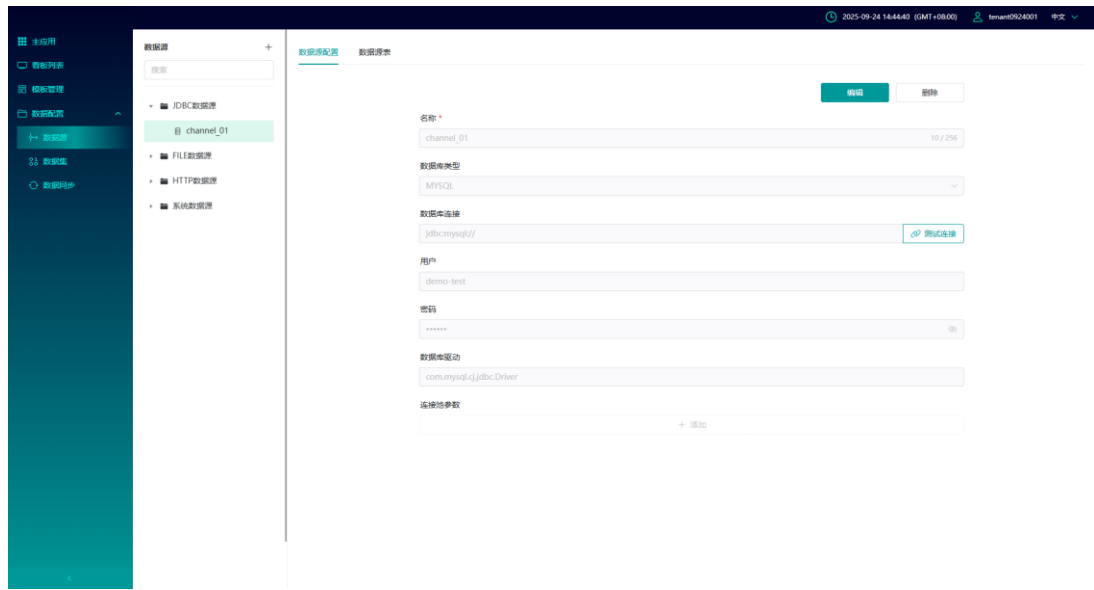 2025-09-24 14:44:40 (GMT+08:00) tenant0924001 中文
主应用
看板列表
模板管理
数据配置
数据源
数据集
数据同步
数据源 +
搜索
JDBC数据源
channel_01
FILE数据源
HTTP数据源
系统数据源
数据源配置 数据源表
编辑 删除
名称 *
channel_01 10 / 256
数据库类型
MYSQL
数据库连接
jdbc:mysql:// 测试连接
用户
demo-test
密码
••••••
数据库驱动
com.mysql.cj.jdbc.Driver
连接池参数
+ 添加